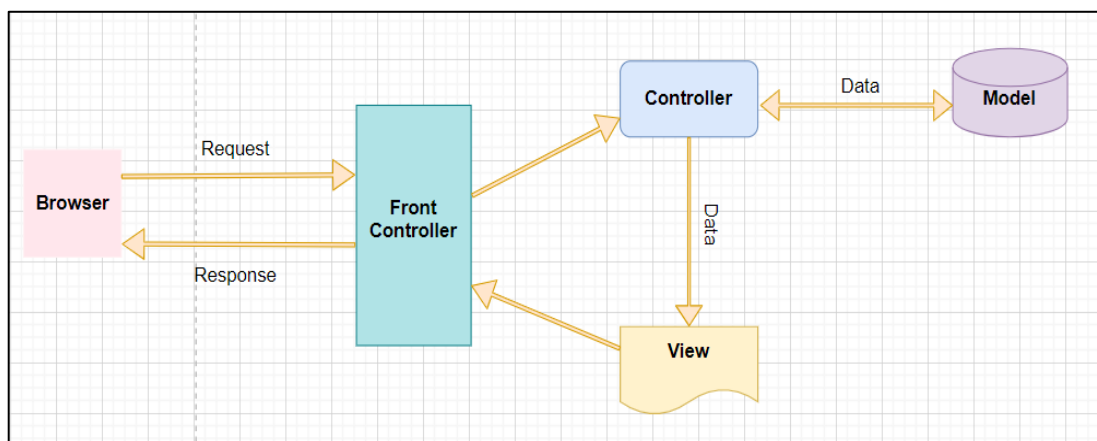 Browser
Request
Response
Front
Controller
Controller
Data
Model
Data
View